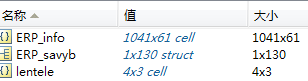 名称 值 大小
ERP_info 1041x61 cell 1041x61
ERP_savyb 1x130 struct 1x130
lentele 4x3 cell 4x3